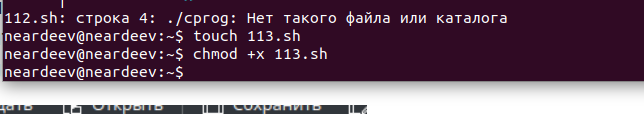 112.sh: строка 4: ./cprog: Нет такого файла или каталога
neardeev@neardeev:~$ touch 113.sh
neardeev@neardeev:~$ chmod +x 113.sh
neardeev@neardeev:~$
Открыть Сохранить